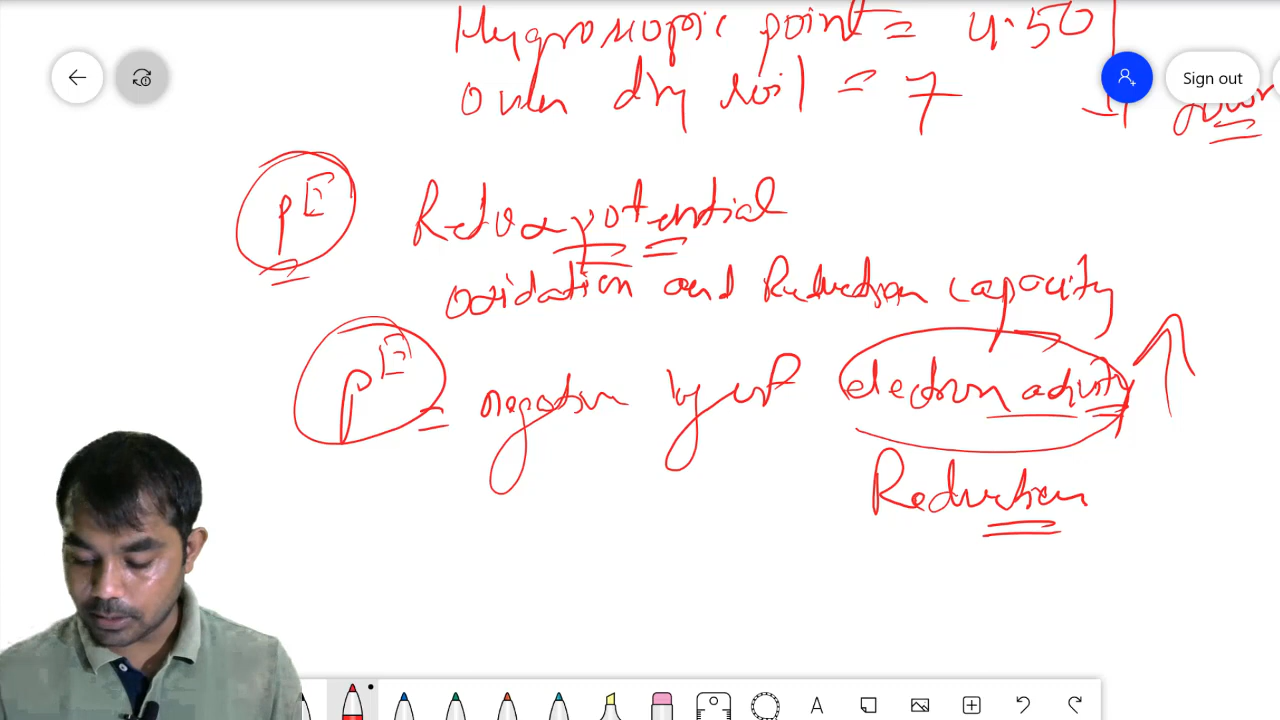 Hygroscopic point = 4.50
Sign out
oven dry soil = 7 down
pE Redox potential
oxidation and Reduction capacity
pE = negative log of electron activity ↑
Reduction
A